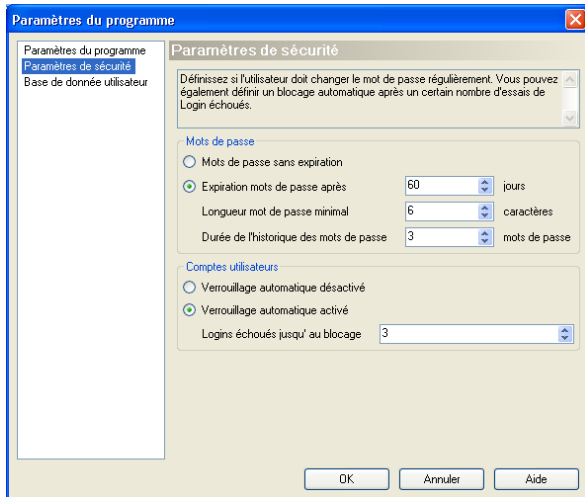 Paramètres du programme
Paramètres du programme
Paramètres de sécurité
Base de donnée utilisateur
Paramètres de sécurité
Définissez si l'utilisateur doit changer le mot de passe régulièrement. Vous pouvez
également définir un blocage automatique après un certain nombre d'essais de
Login échoués.
Mots de passe
Mots de passe sans expiration
Expiration mots de passe après 60 jours
Longueur mot de passe minimal 6 caractères
Durée de l'historique des mots de passe 3 mots de passe
Comptes utilisateurs
Verrouillage automatique désactivé
Verrouillage automatique activé
Logins échoués jusqu' au blocage 3
OK Annuler Aide